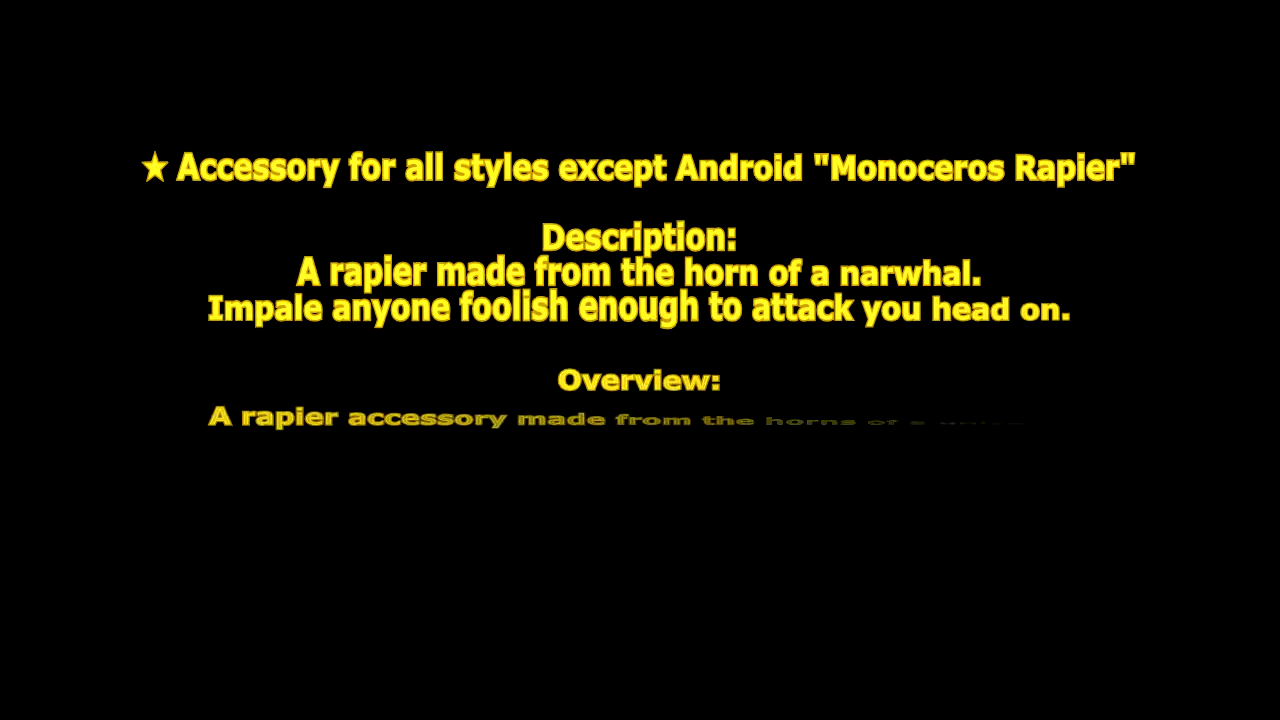 ★ Accessory for all styles except Android "Monoceros Rapier"
Description:
A rapier made from the horn of a narwhal.
Impale anyone foolish enough to attack you head on.
Overview:
A rapier accessory made from the horns of a